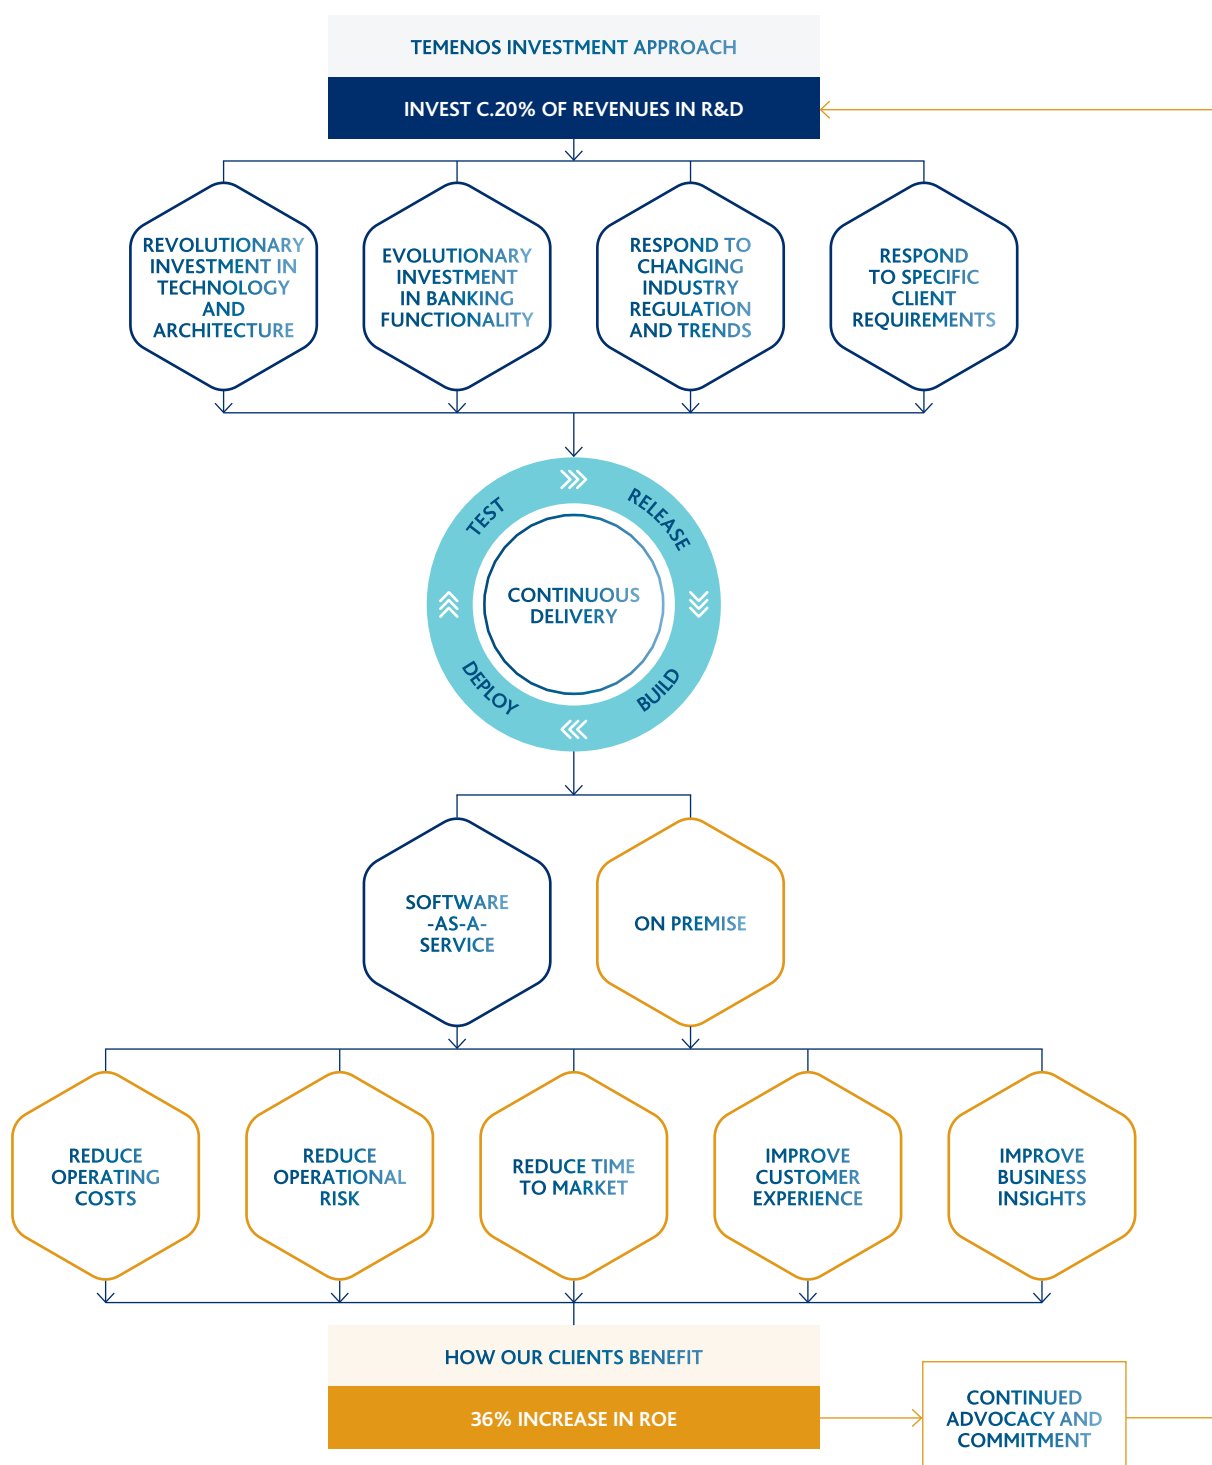 TEMENOS INVESTMENT APPROACH
INVEST C.20% OF REVENUES IN R&D
REVOLUTIONARY
INVESTMENT IN
TECHNOLOGY
AND
ARCHITECTURE
EVOLUTIONARY
INVESTMENT
IN BANKING
FUNCTIONALITY
RESPOND TO
CHANGING
INDUSTRY
REGULATION
AND TRENDS
RESPOND
TO SPECIFIC
CLIENT
REQUIREMENTS
TEST
RELEASE
CONTINUOUS
DELIVERY
DEPLOY
BUILD
SOFTWARE
-AS-A-
SERVICE
ON PREMISE
REDUCE
OPERATING
COSTS
REDUCE
OPERATIONAL
RISK
REDUCE TIME
TO MARKET
IMPROVE
CUSTOMER
EXPERIENCE
IMPROVE
BUSINESS
INSIGHTS
HOW OUR CLIENTS BENEFIT
36% INCREASE IN ROE
CONTINUED
ADVOCACY AND
COMMITMENT